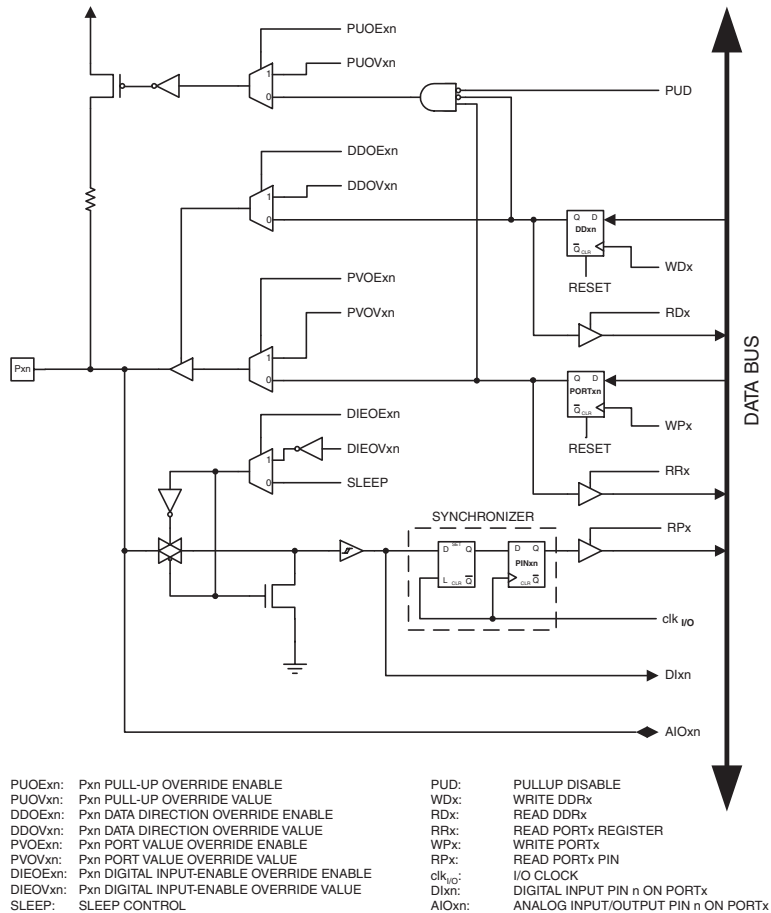 PUOExn
PUOVxn
1
0
PUD
DDOExn
DDOVxn
1
0
Q D
DDxn
Q CLR
WDx
RESET
PVOExn
PVOVxn
RDx
Pxn
1
0
Q D
PORTxn
Q CLR
WPx
RESET
DATA BUS
DIEOExn
DIEOVxn
1
0
SLEEP
RRx
SYNCHRONIZER
RPx
D SET Q
L CLR Q
D Q
PINxn
CLR Q
clk I/O
DIxn
AIOxn
PUOExn: Pxn PULL-UP OVERRIDE ENABLE
PUOVxn: Pxn PULL-UP OVERRIDE VALUE
DDOExn: Pxn DATA DIRECTION OVERRIDE ENABLE
DDOVxn: Pxn DATA DIRECTION OVERRIDE VALUE
PVOExn: Pxn PORT VALUE OVERRIDE ENABLE
PVOVxn: Pxn PORT VALUE OVERRIDE VALUE
DIEOExn: Pxn DIGITAL INPUT-ENABLE OVERRIDE ENABLE
DIEOVxn: Pxn DIGITAL INPUT-ENABLE OVERRIDE VALUE
SLEEP: SLEEP CONTROL
PUD: PULLUP DISABLE
WDx: WRITE DDRx
RDx: READ DDRx
RRx: READ PORTx REGISTER
WPx: WRITE PORTx
RPx: READ PORTx PIN
clkI/O: I/O CLOCK
DIxn: DIGITAL INPUT PIN n ON PORTx
AIOxn: ANALOG INPUT/OUTPUT PIN n ON PORTx